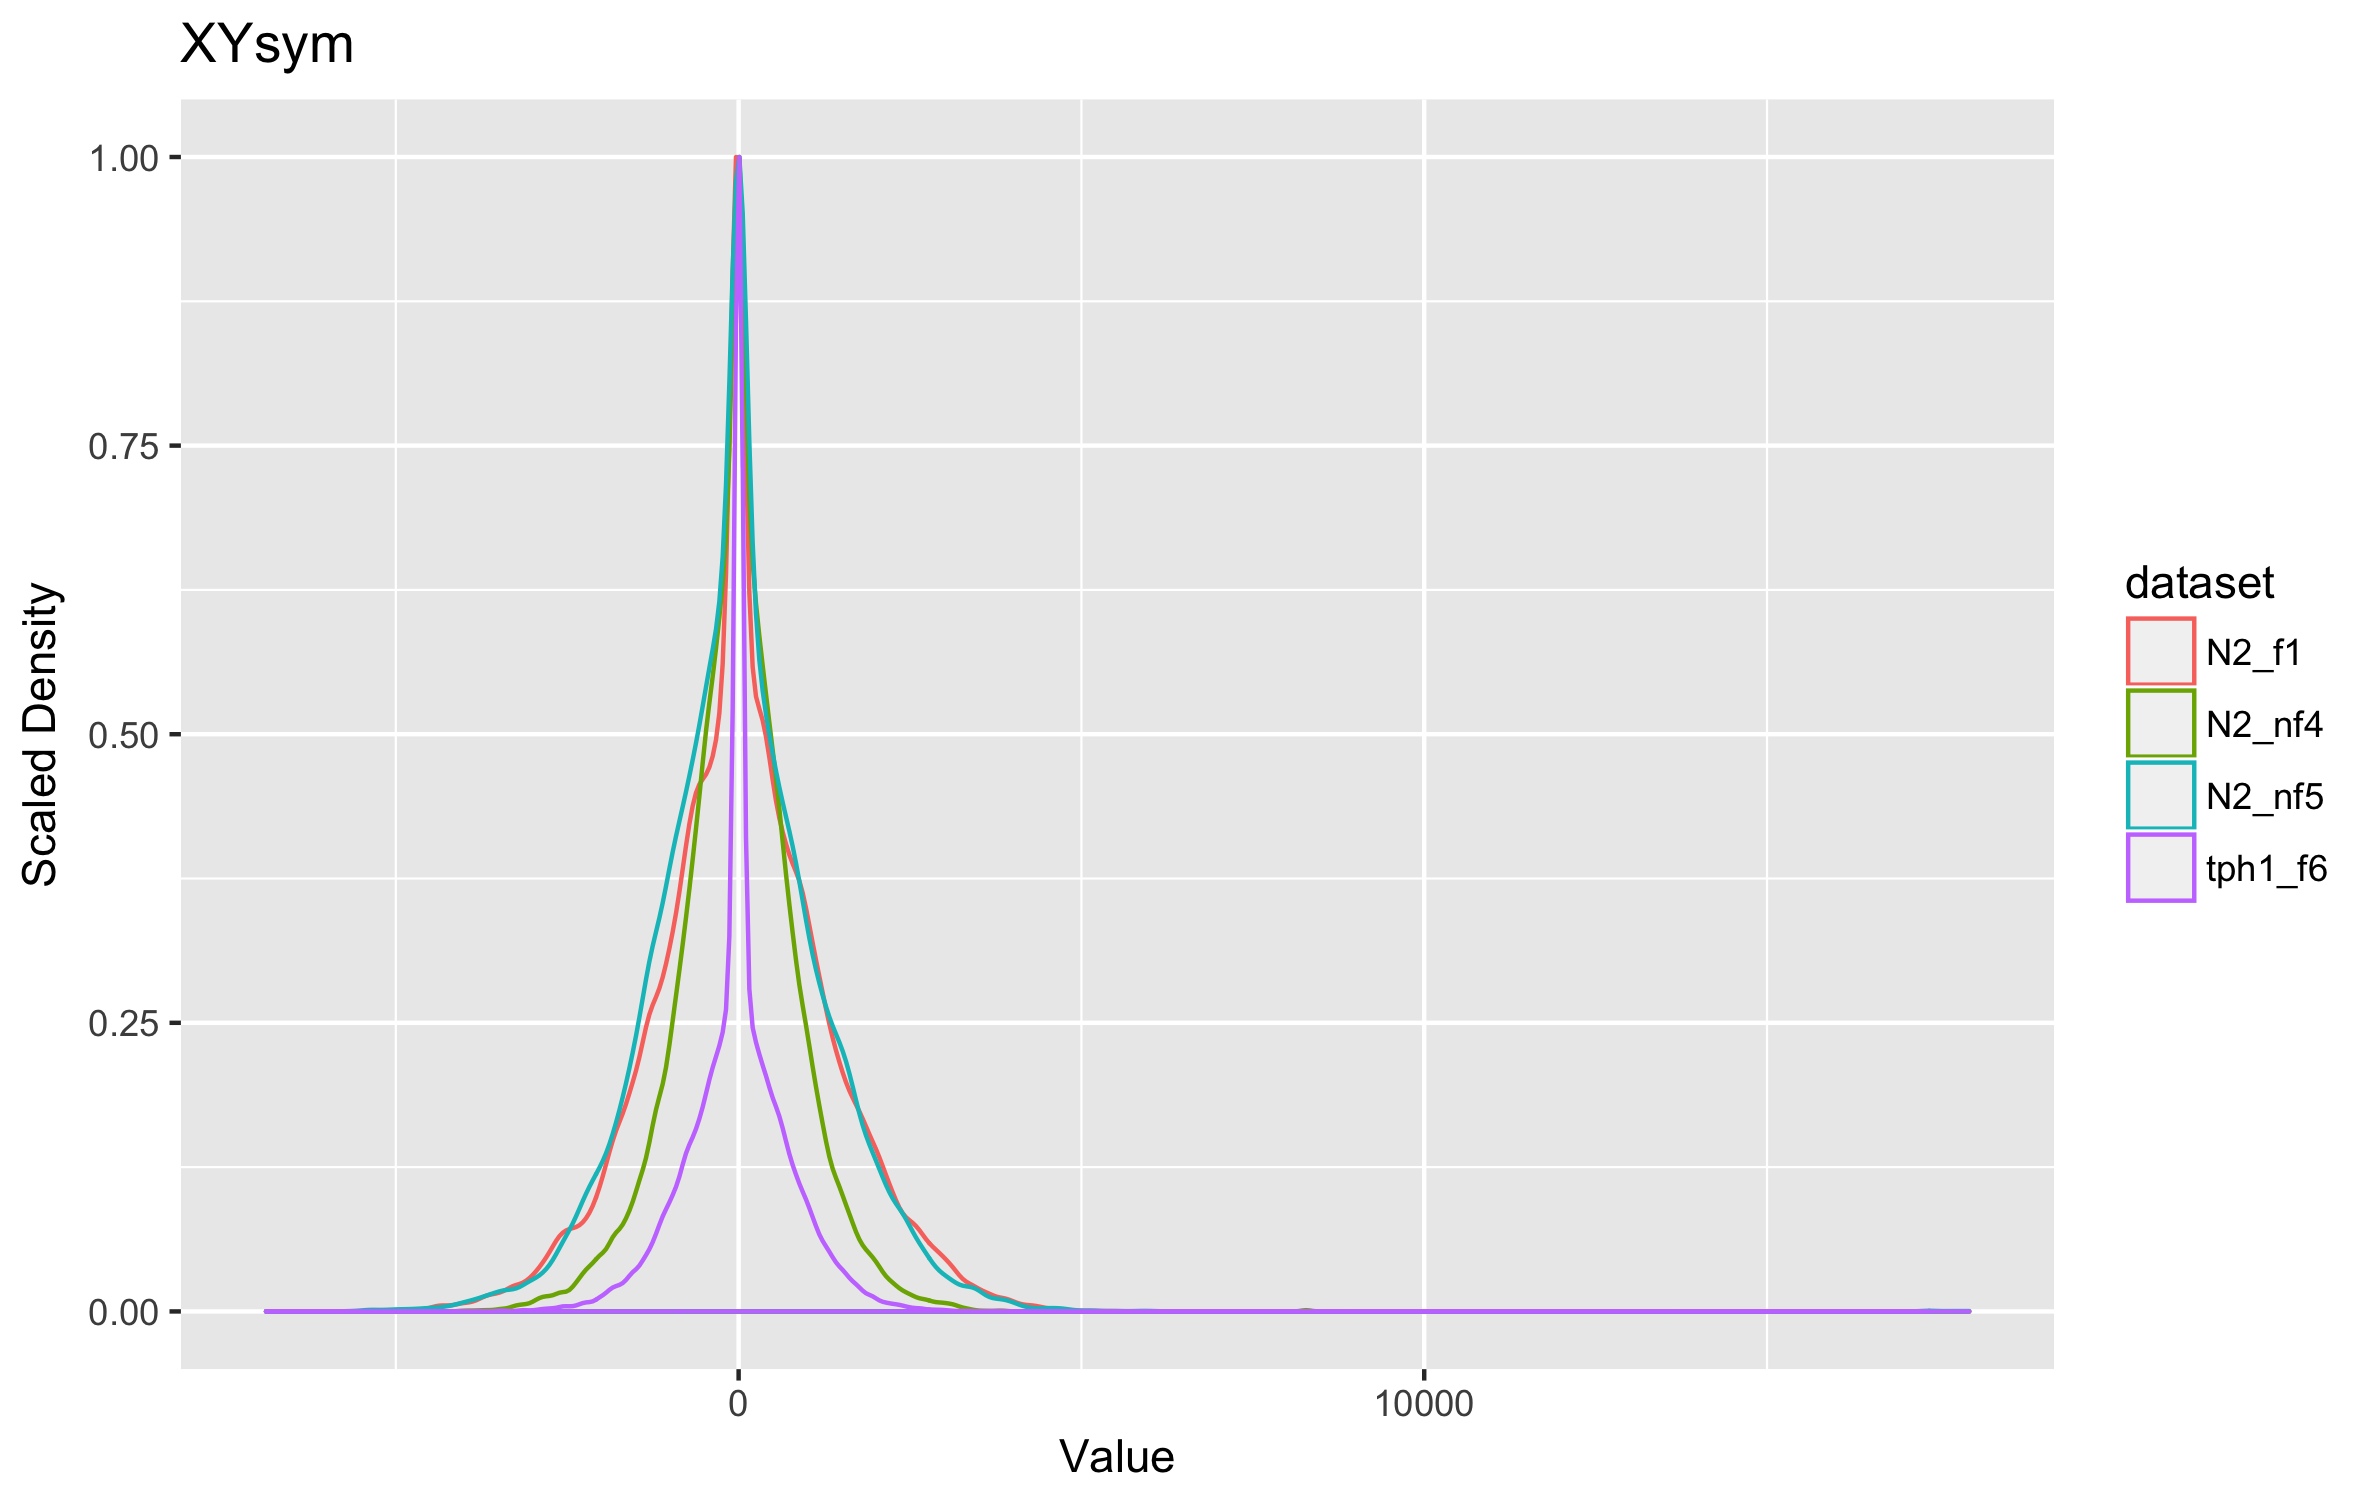 XYsym
1.00
0.75
0.50
0.25
0.00
Scaled Density
0
10000
Value
dataset
N2_f1
N2_nf4
N2_nf5
tph1_f6